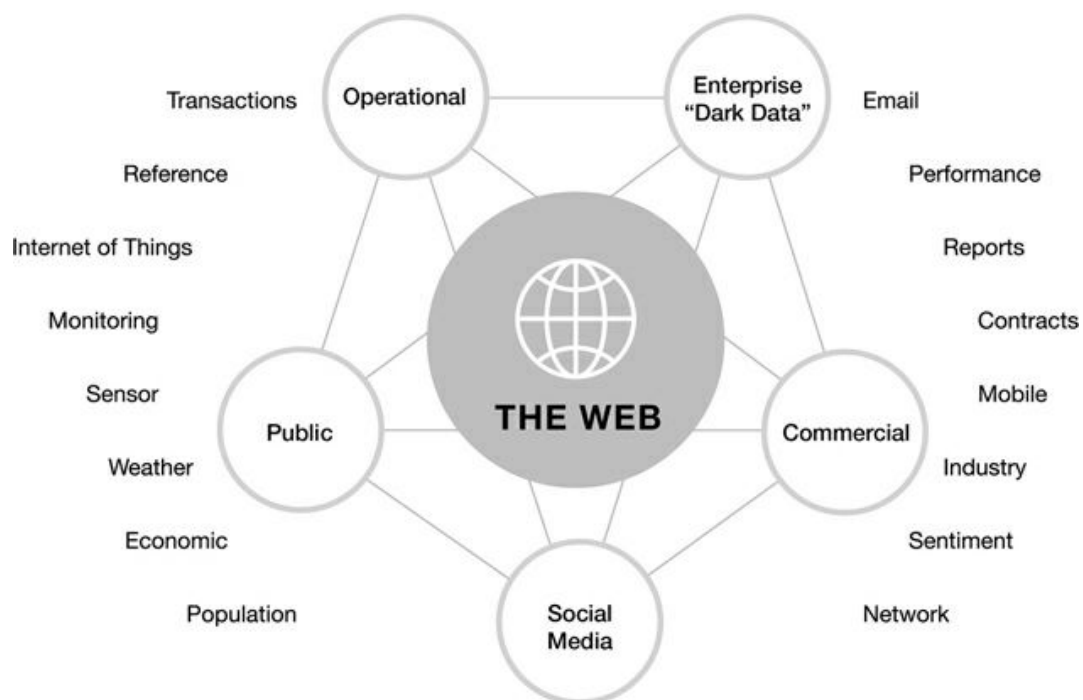 Transactions
Operational
Enterprise
“Dark Data”
Email
Reference
Performance
Internet of Things
Reports
Monitoring
Contracts
THE WEB
Sensor
Mobile
Public
Commercial
Weather
Industry
Economic
Sentiment
Population
Social
Media
Network